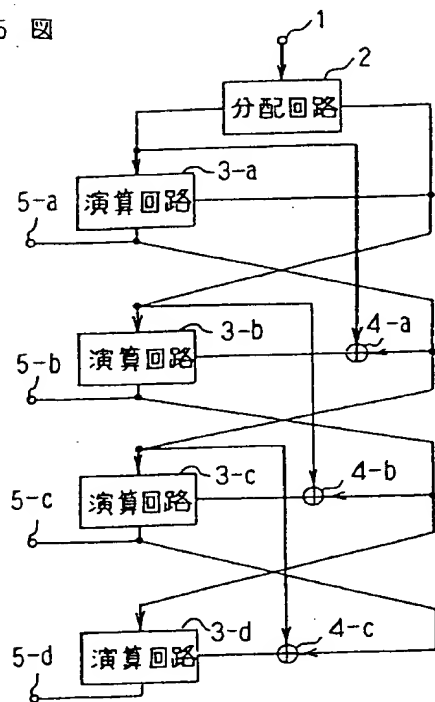 5 図
1
2
分配回路
3-a
5-a
演算回路
3-b
4-a
5-b
演算回路
3-c
4-b
5-c
演算回路
3-d
4-c
5-d
演算回路